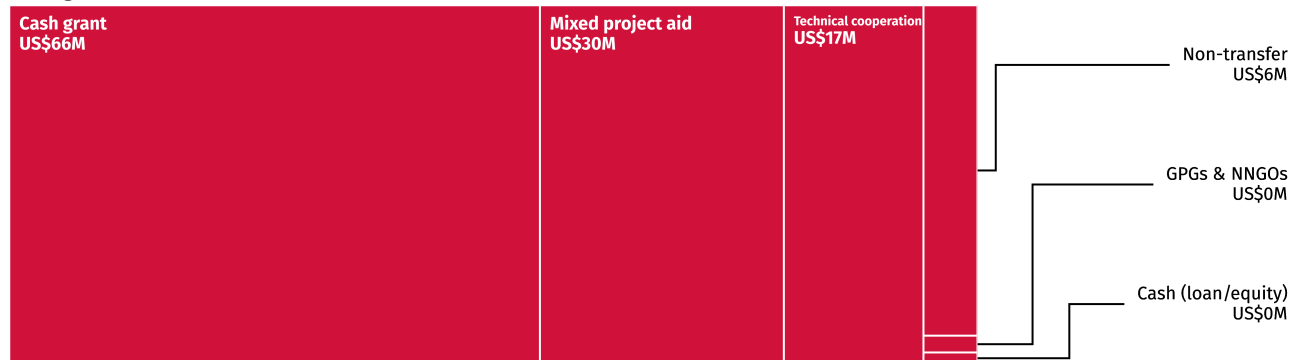 Cash grant
US$66M
Mixed project aid
US$30M
Technical cooperation
US$17M
Non-transfer
US$6M
GPGs & NNGOs
US$0M
Cash (loan/equity)
US$0M